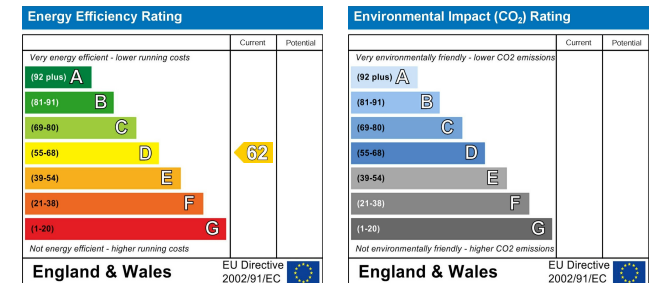 Energy Efficiency Rating
Current Potential
Very energy efficient - lower running costs
(92 plus) A
(81-91) B
(69-80) C
(55-68) D 62
(39-54) E
(21-38) F
(1-20) G
Not energy efficient - higher running costs
England & Wales
EU Directive
2002/91/EC
Environmental Impact (CO₂) Rating
Current Potential
Very environmentally friendly - lower CO2 emissions
(92 plus) A
(81-91) B
(69-80) C
(55-68) D
(39-54) E
(21-38) F
(1-20) G
Not environmentally friendly - higher CO2 emissions
England & Wales
EU Directive
2002/91/EC